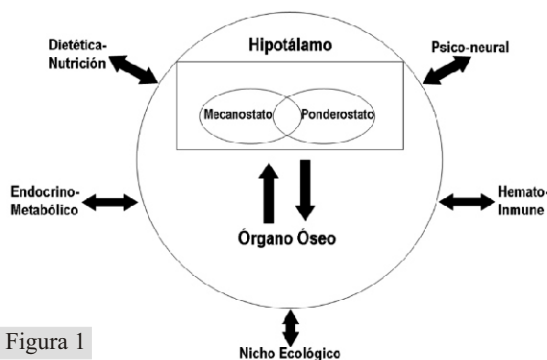 Dietética-
Nutrición
Hipotálamo
Psico-neural
Mecanostato
Ponderostato
Endocrino-
Metabólico
Hemato-
Inmune
Órgano Óseo
Nicho Ecológico
Figura 1